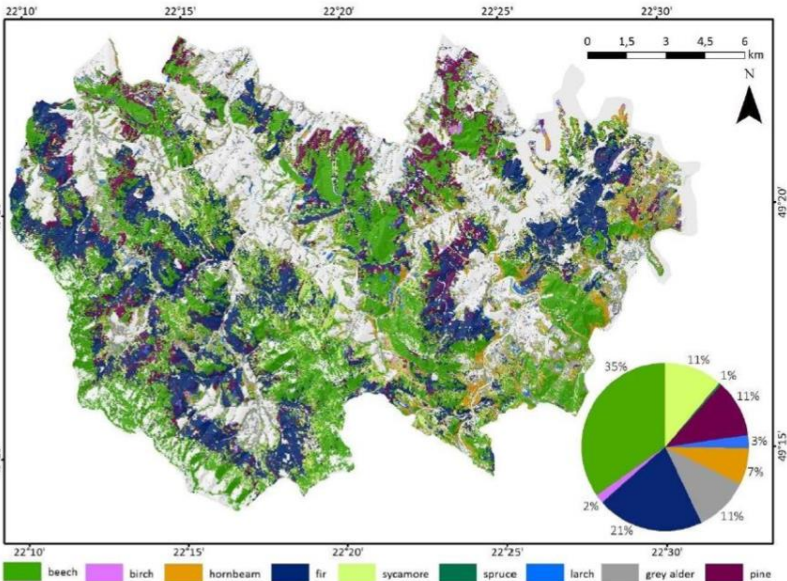 22°10' 22°15' 22°20' 22°25' 22°30'
0 1,5 3 4,5 6
km
N
49°20'
35% 11%
1%
11%
3%
7%
11%
21%
2%
49°15'
22°10' 22°15' 22°20' 22°25' 22°30'
beech birch hornbeam fir sycamore spruce larch grey alder pine